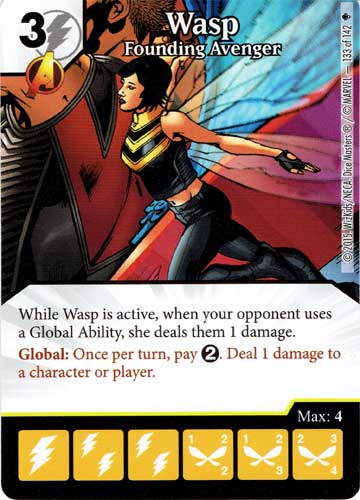 3
Wasp
Founding Avenger
©2015 WizKids/NECA. Dice Masters ® / © MARVEL — 133 of 142
While Wasp is active, when your opponent uses
a Global Ability, she deals them 1 damage.
Global: Once per turn, pay 2. Deal 1 damage to
a character or player.
Max: 4
1 2 2
1 2 3
2 3 4